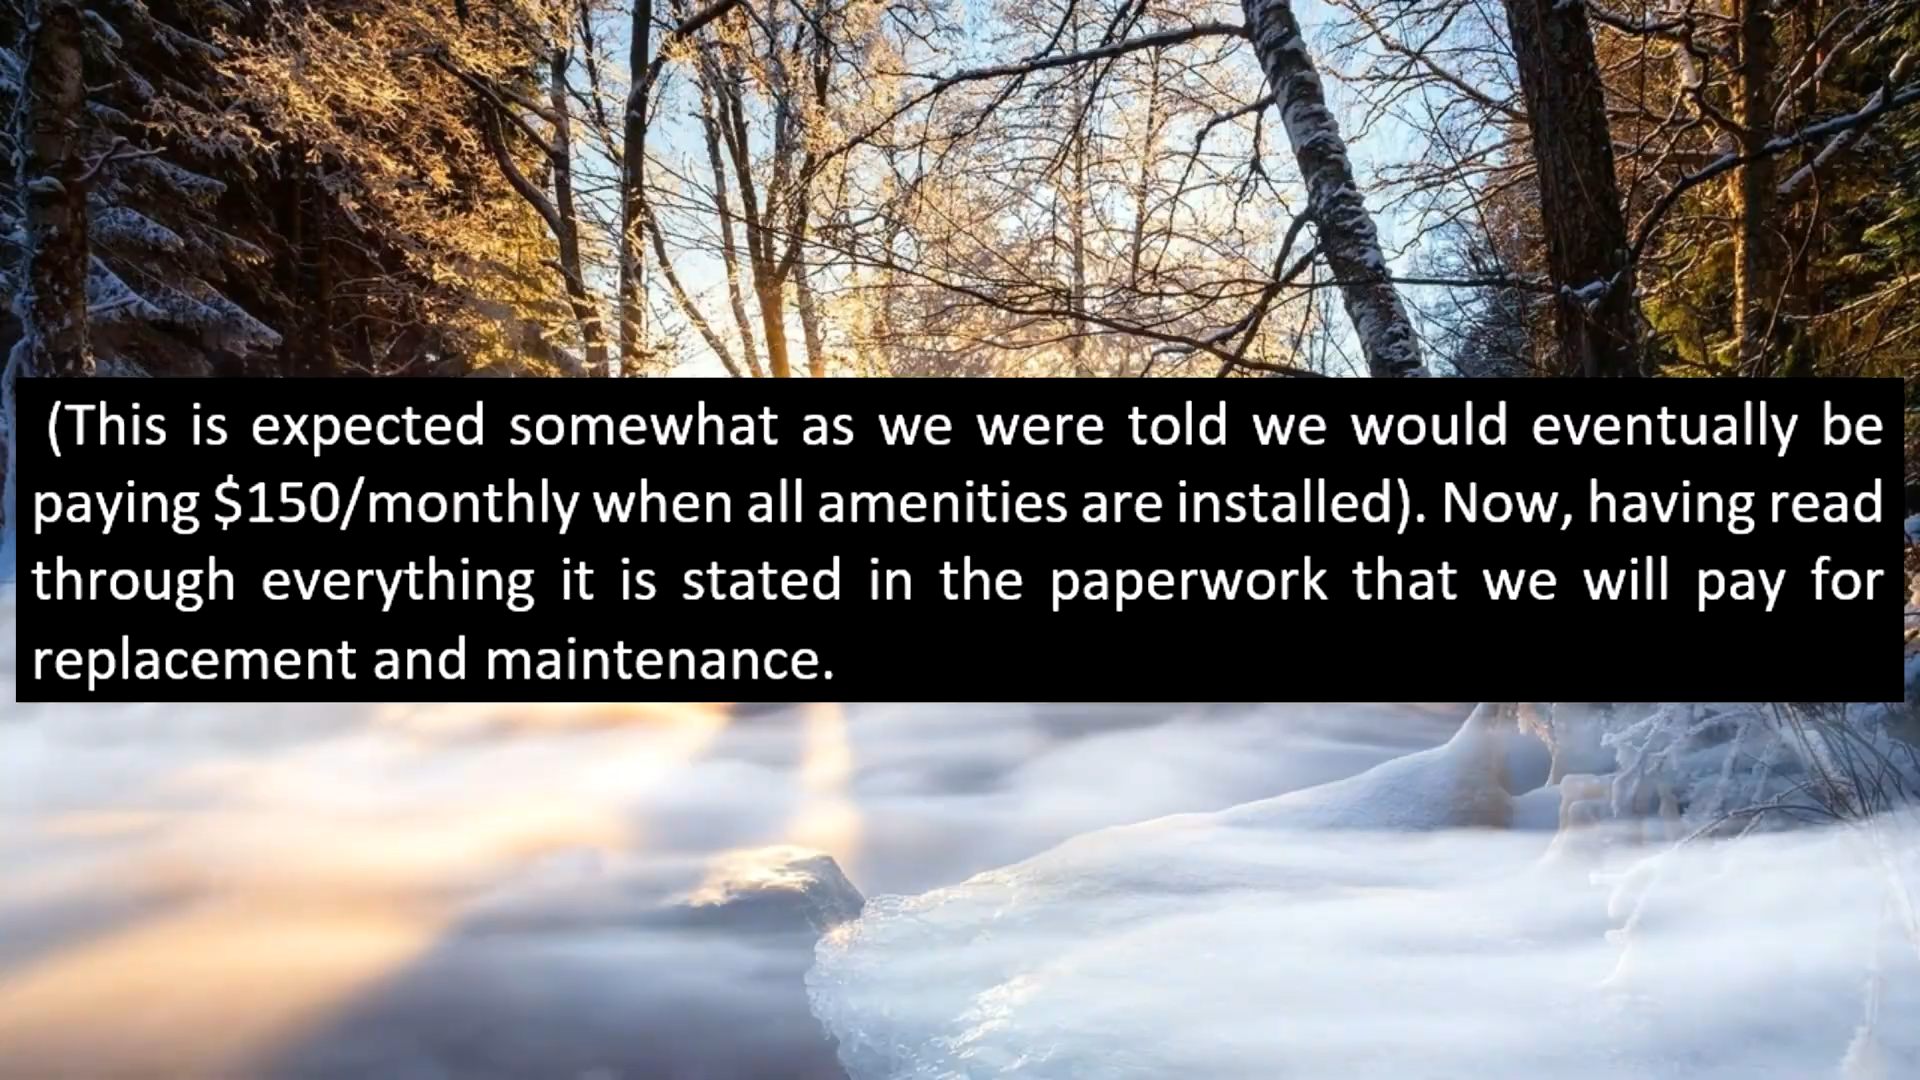 (This is expected somewhat as we were told we would eventually be
paying $150/monthly when all amenities are installed). Now, having read
through everything it is stated in the paperwork that we will pay for
replacement and maintenance.